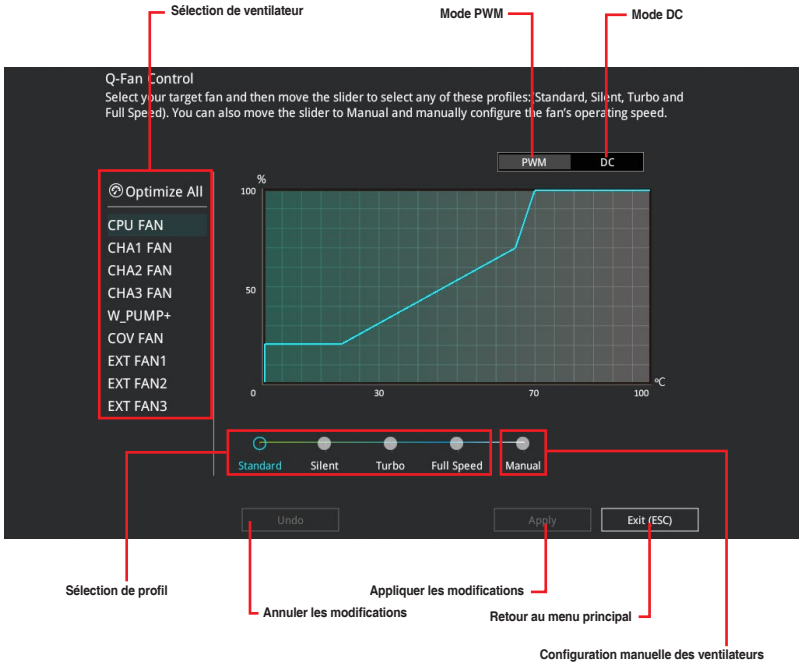 Sélection de ventilateur
Mode PWM
Mode DC
Q-Fan Control
Select your target fan and then move the slider to select any of these profiles:(Standard, Silent, Turbo and
Full Speed). You can also move the slider to Manual and manually configure the fan's operating speed.
PWM
DC
Optimize All
CPU FAN
CHA1 FAN
CHA2 FAN
CHA3 FAN
W_PUMP+
COV FAN
EXT FAN1
EXT FAN2
EXT FAN3
%
100
50
0
30
70
100
ºC
Standard
Silent
Turbo
Full Speed
Manual
Undo
Apply
Exit (ESC)
Sélection de profil
Annuler les modifications
Appliquer les modifications
Retour au menu principal
Configuration manuelle des ventilateurs